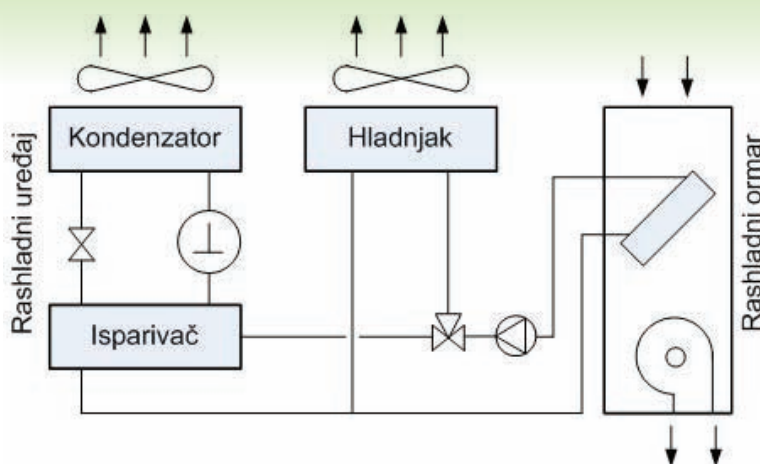 Rashladni uređaj
Kondenzator
Isparivač
Hladnjak
Rashladni ormar